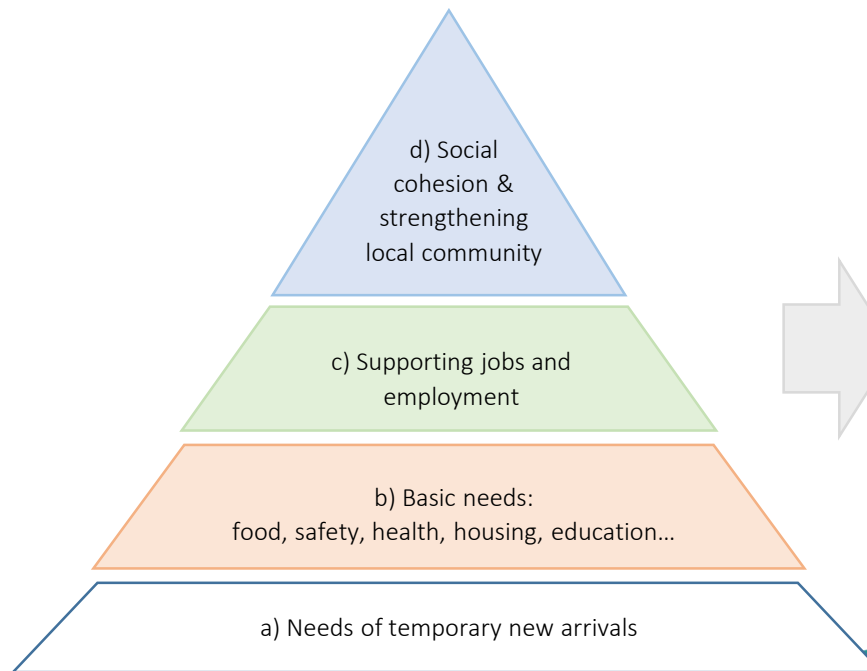 d) Social
cohesion &
strengthening
local community
c) Supporting jobs and
employment
b) Basic needs:
food, safety, health, housing, education…
a) Needs of temporary new arrivals